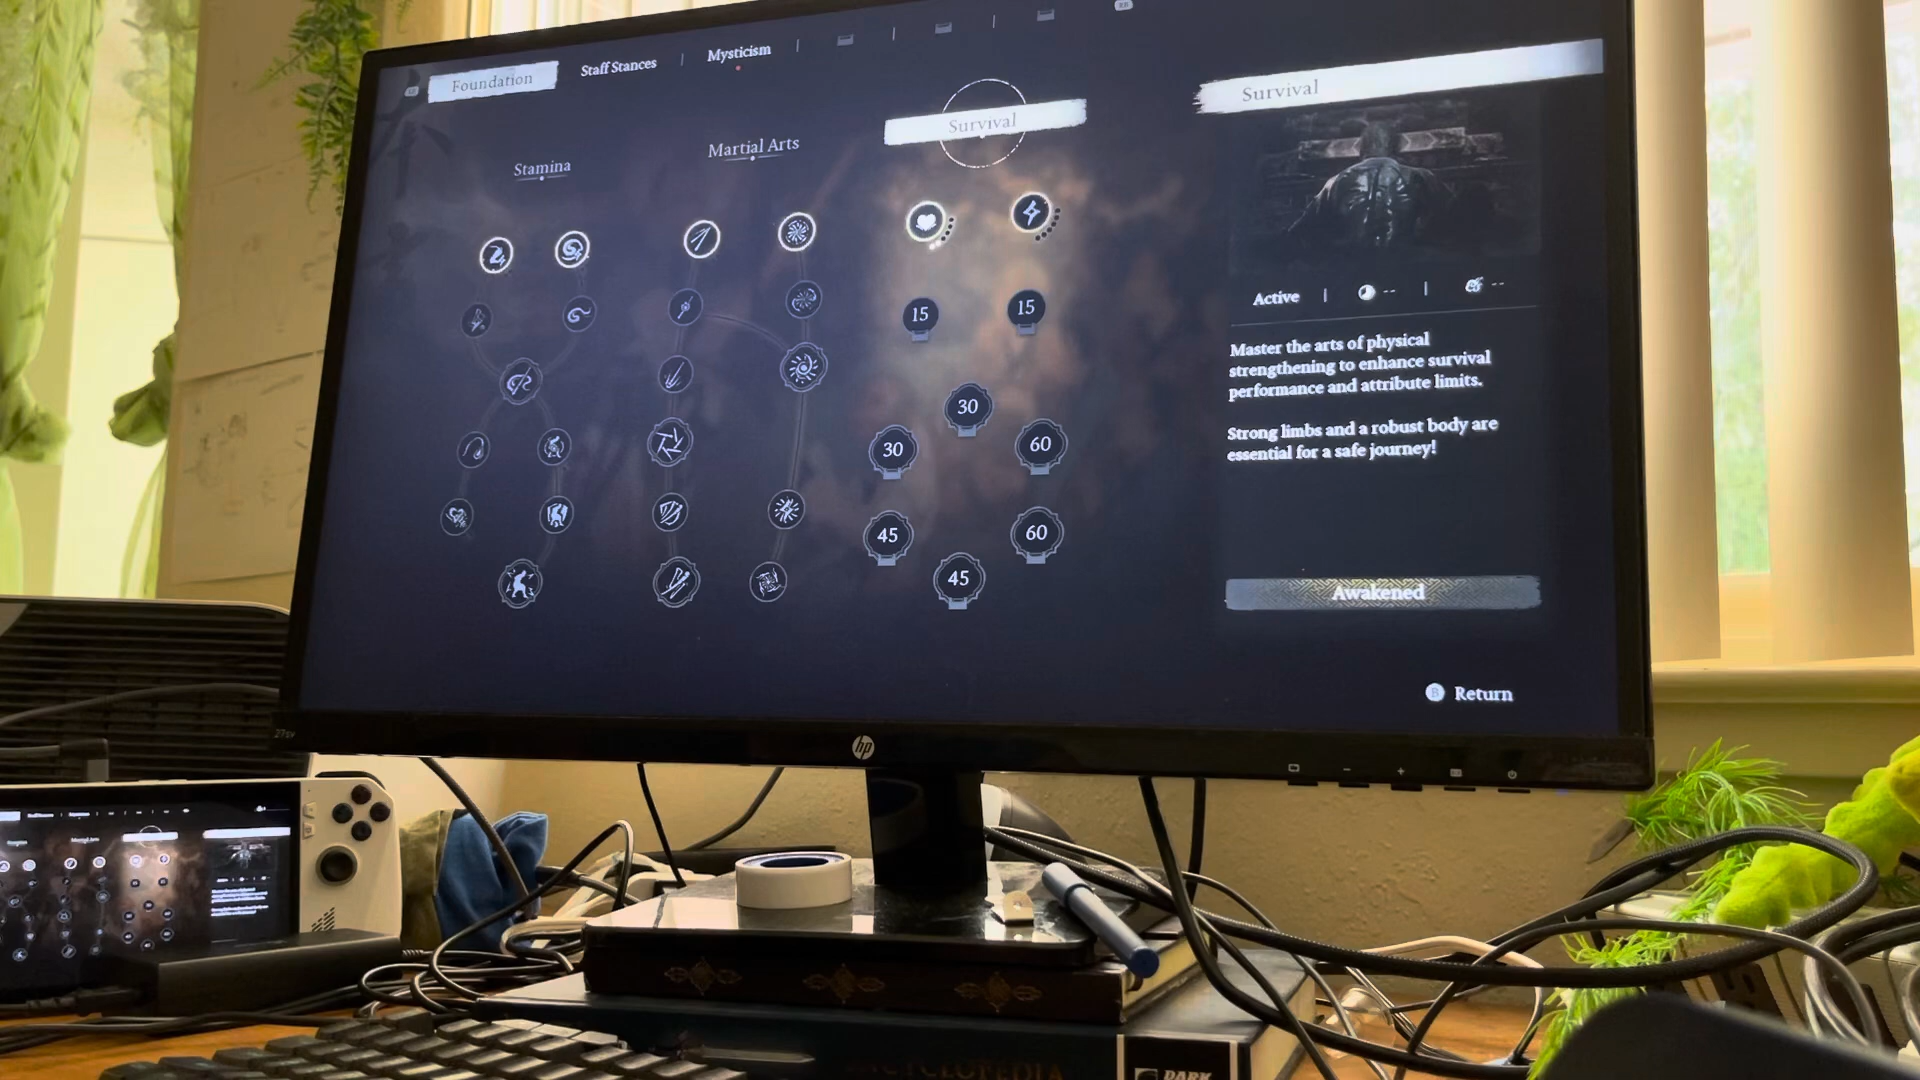 Foundation
Staff Stances
Mysticism
Stamina
Martial Arts
Survival
15
15
30
30
60
45
60
45
Survival
Active
--
--
Master the arts of physical
strengthening to enhance survival
performance and attribute limits.
Strong limbs and a robust body are
essential for a safe journey!
Awakened
B Return
hp
DARK